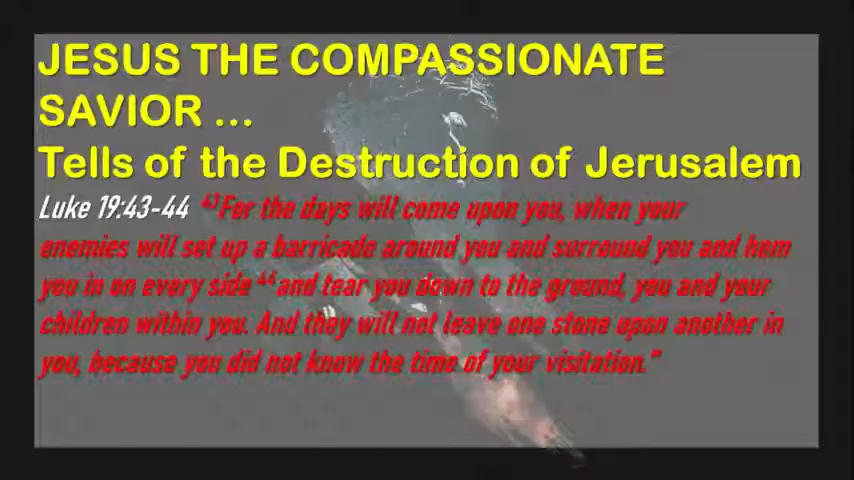 JESUS THE COMPASSIONATE
SAVIOR ...
Tells of the Destruction of Jerusalem
Luke 19:43-44 ⁴³For the days will come upon you, when your
enemies will set up a barricade around you and surround you and hem
you in on every side ⁴⁴and tear you down to the ground, you and your
children within you. And they will not leave one stone upon another in
you, because you did not know the time of your visitation.”